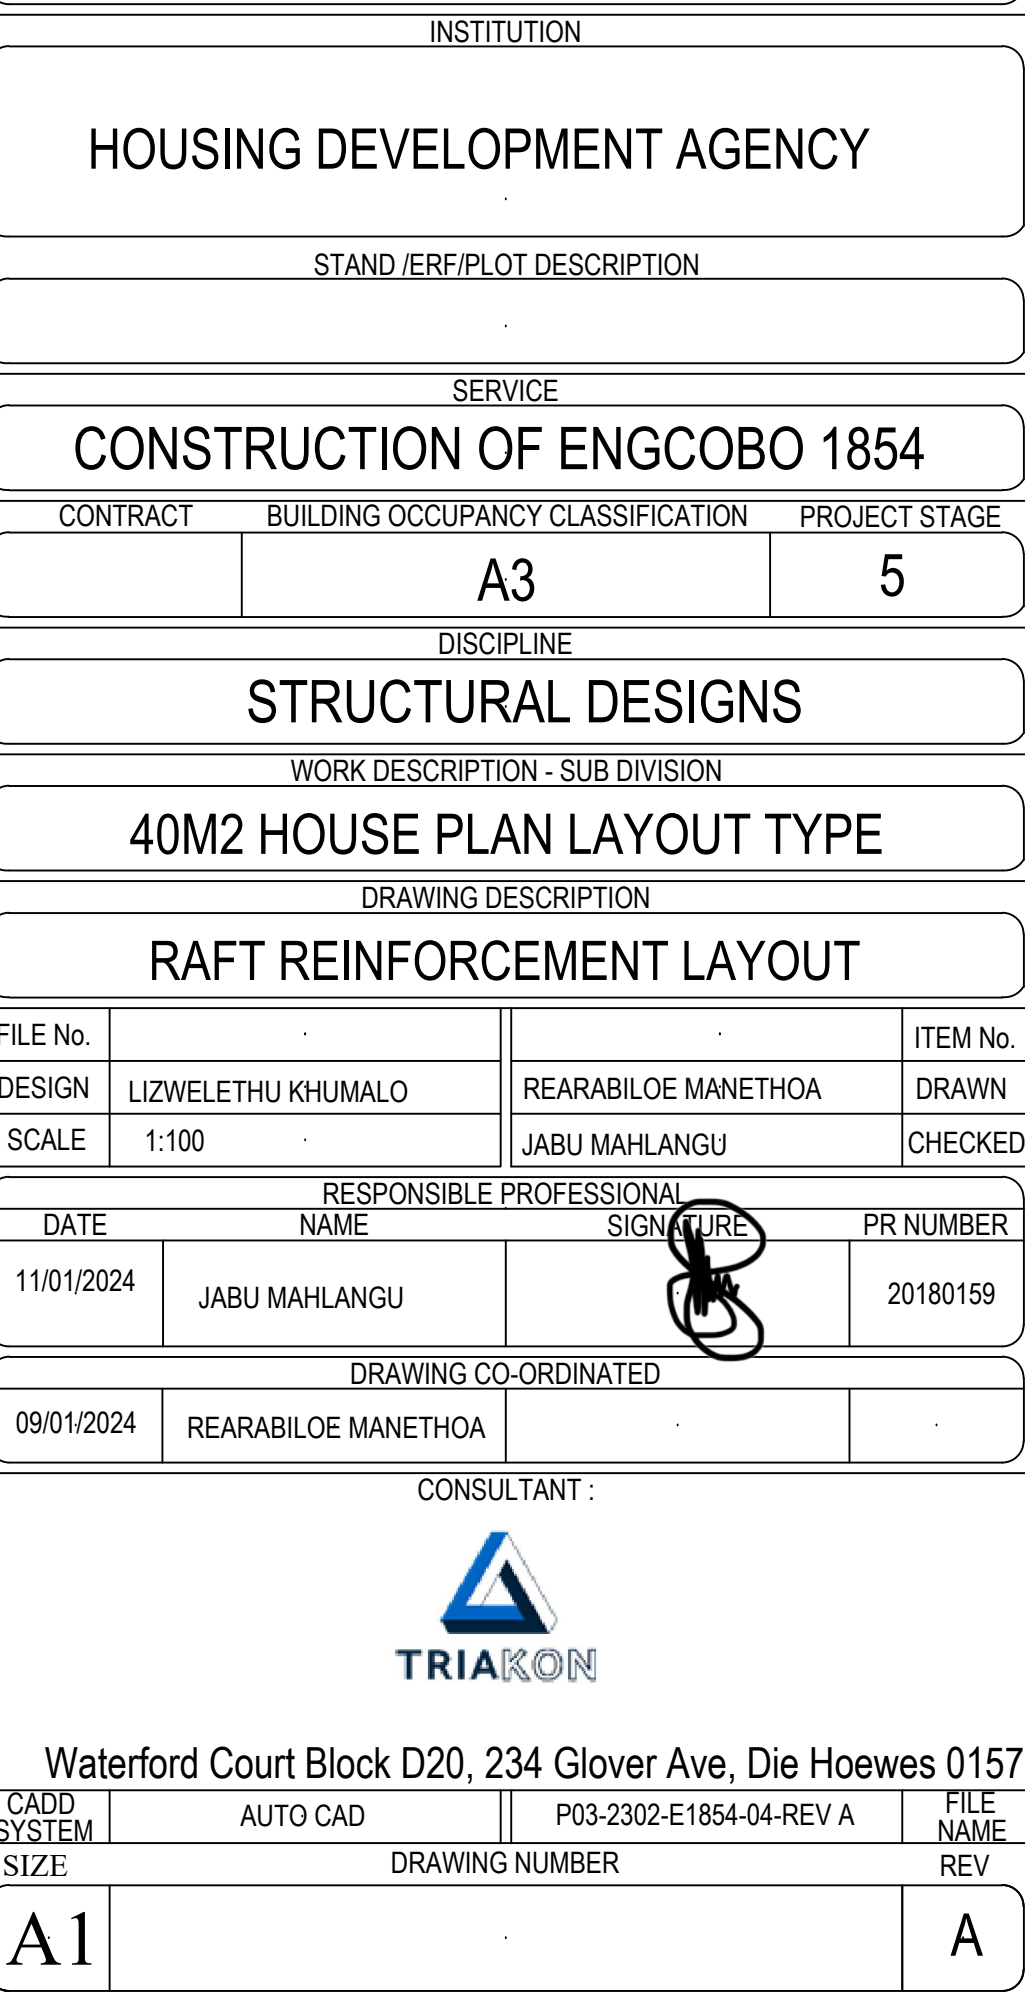 INSTITUTION
HOUSING DEVELOPMENT AGENCY
STAND /ERF/PLOT DESCRIPTION
SERVICE
CONSTRUCTION OF ENGCOBO 1854
CONTRACT BUILDING OCCUPANCY CLASSIFICATION PROJECT STAGE
A3 5
DISCIPLINE
STRUCTURAL DESIGNS
WORK DESCRIPTION - SUB DIVISION
40M2 HOUSE PLAN LAYOUT TYPE
DRAWING DESCRIPTION
RAFT REINFORCEMENT LAYOUT
FILE No. ITEM No.
DESIGN LIZWELETHU KHUMALO REARABILOE MANETHOA DRAWN
SCALE 1:100 JABU MAHLANGU CHECKED
RESPONSIBLE PROFESSIONAL
DATE NAME SIGNATURE PR NUMBER
11/01/2024 JABU MAHLANGU 20180159
DRAWING CO-ORDINATED
09/01/2024 REARABILOE MANETHOA
CONSULTANT :
TRIAKON
Waterford Court Block D20, 234 Glover Ave, Die Hoewes 0157
CADD SYSTEM AUTO CAD P03-2302-E1854-04-REV A FILE NAME
SIZE DRAWING NUMBER REV
A1 A